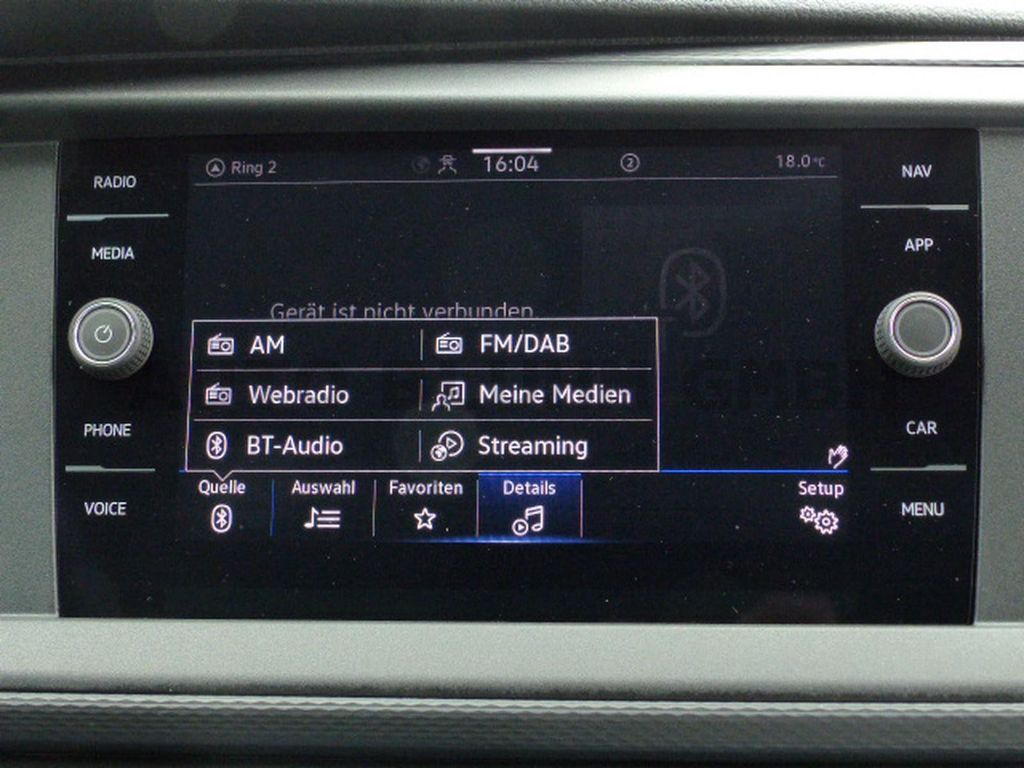 RADIO
MEDIA
PHONE
VOICE
Ring 2
16:04
2
18.0°C
Gerät ist nicht verbunden.
AM
FM/DAB
Webradio
Meine Medien
BT-Audio
Streaming
Quelle
Auswahl
Favoriten
Details
Setup
NAV
APP
CAR
MENU